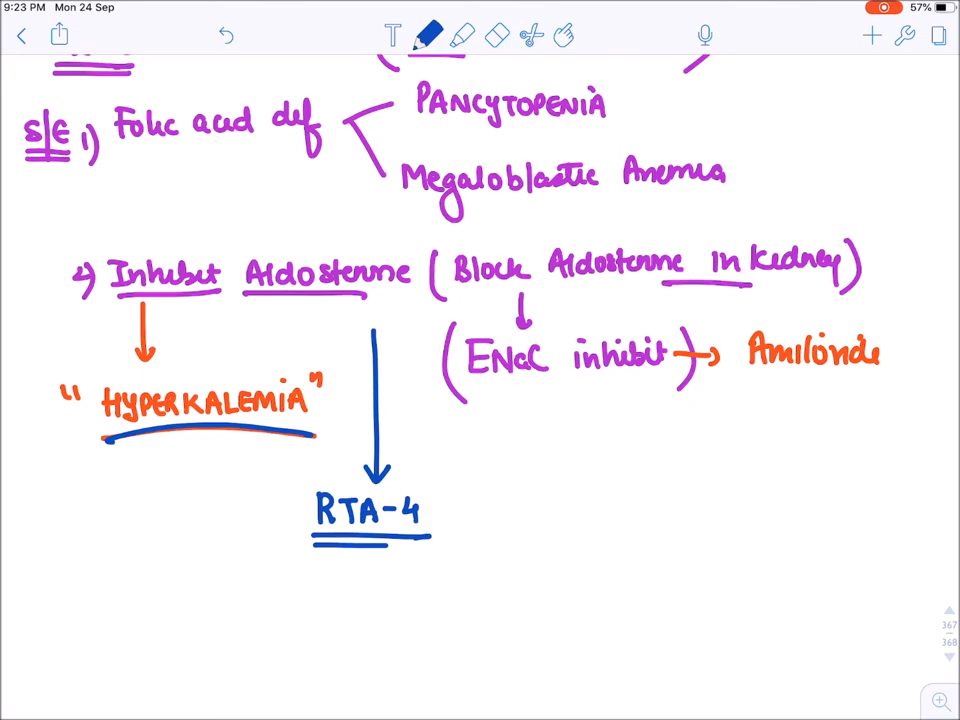 9:23 PM Mon 24 Sep 57%
T
S/E 1) Folic acid def PANCYTOPENIA
Megaloblastic Anemia
2) Inhibit Aldosterone (Block Aldosterone in Kedney)
(ENaC inhibit) → Amiloride
"HYPERKALEMIA"
RTA-4
367
368